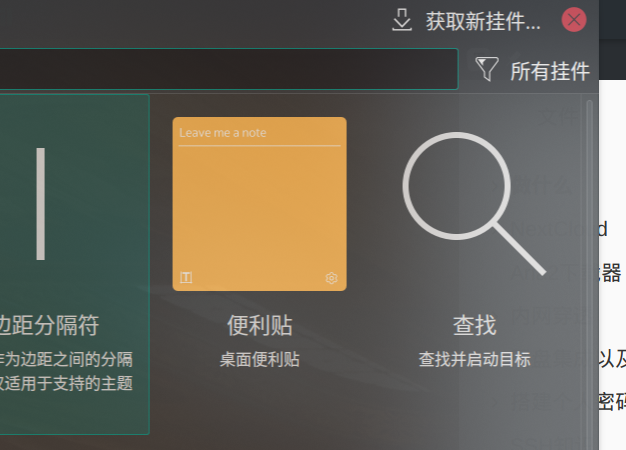 获取新挂件...
所有挂件
Leave me a note
边距分隔符
作为边距之间的分隔
仅适用于支持的主题
便利贴
桌面便利贴
查找
查找并启动目标
d
器
以及
密码